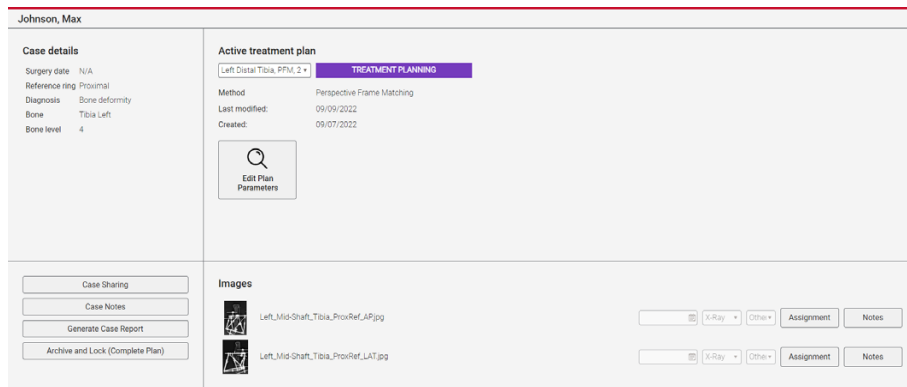 Johnson, Max
Case details
Surgery date N/A
Reference ring Proximal
Diagnosis Bone deformity
Bone Tibia Left
Bone level 4
Active treatment plan
Left Distal Tibia, PFM, 2 TREATMENT PLANNING
Method Perspective Frame Matching
Last modified: 09/09/2022
Created: 09/07/2022
Edit Plan
Parameters
Case Sharing
Case Notes
Generate Case Report
Archive and Lock (Complete Plan)
Images
Left_Mid-Shaft_Tibia_ProxRef_AP.jpg X-Ray Other Assignment Notes
Left_Mid-Shaft_Tibia_ProxRef_LAT.jpg X-Ray Other Assignment Notes